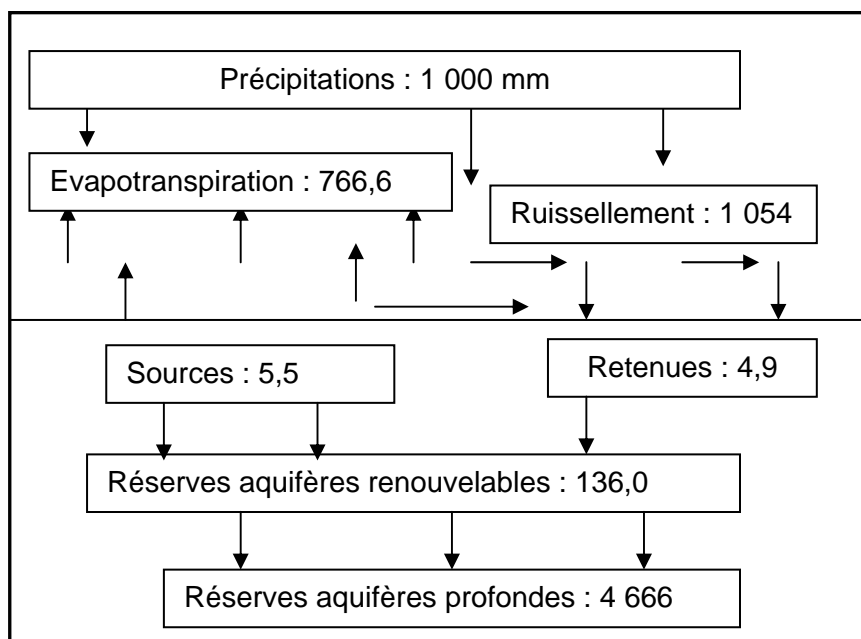 Précipitations : 1 000 mm
Evapotranspiration : 766,6
Ruissellement : 1 054
Sources : 5,5
Retenues : 4,9
Réserves aquifères renouvelables : 136,0
Réserves aquifères profondes : 4 666